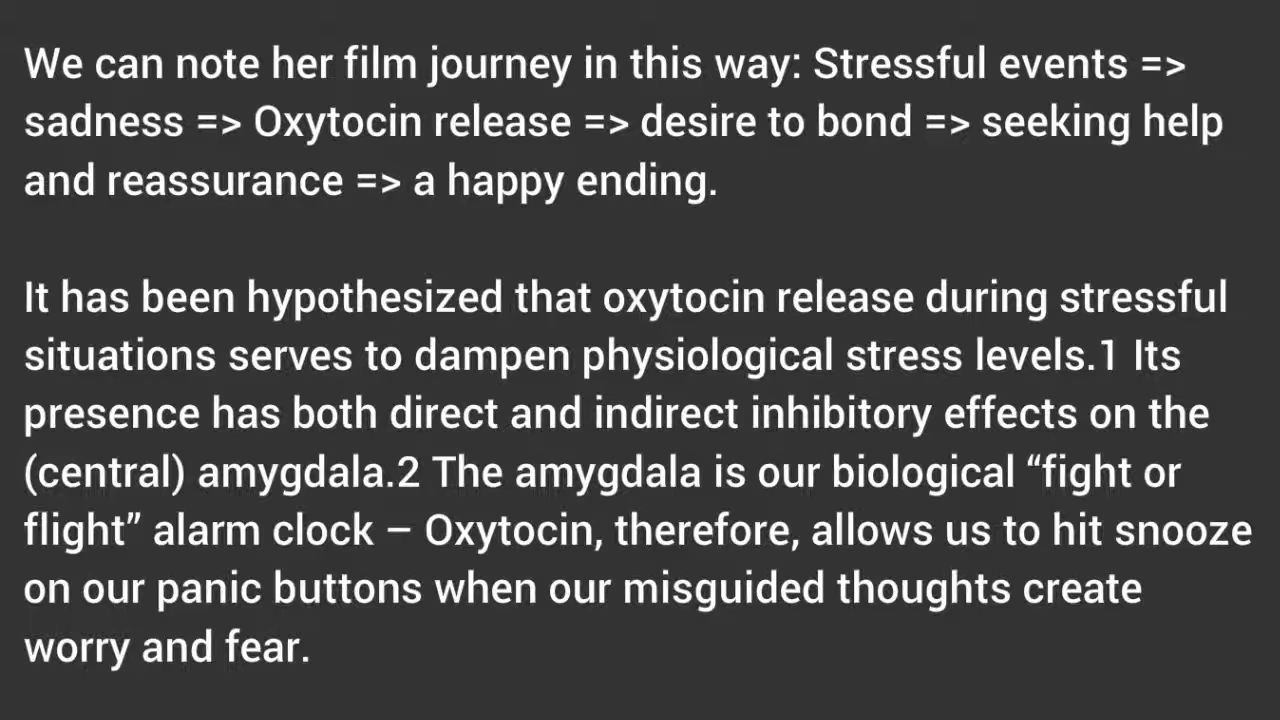 We can note her film journey in this way: Stressful events =>
sadness => Oxytocin release => desire to bond => seeking help
and reassurance => a happy ending.
It has been hypothesized that oxytocin release during stressful
situations serves to dampen physiological stress levels.1 Its
presence has both direct and indirect inhibitory effects on the
(central) amygdala.2 The amygdala is our biological “fight or
flight” alarm clock – Oxytocin, therefore, allows us to hit snooze
on our panic buttons when our misguided thoughts create
worry and fear.